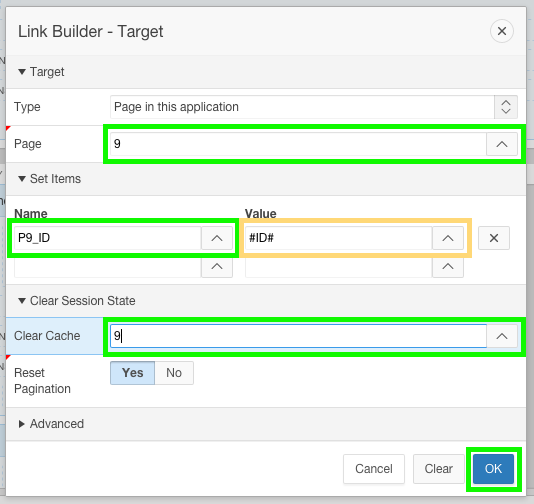 Link Builder - Target
Target
Type Page in this application
Page 9
Set Items
Name Value
P9_ID #ID#
Clear Session State
Clear Cache 9
Reset Pagination Yes No
Advanced
Cancel Clear OK